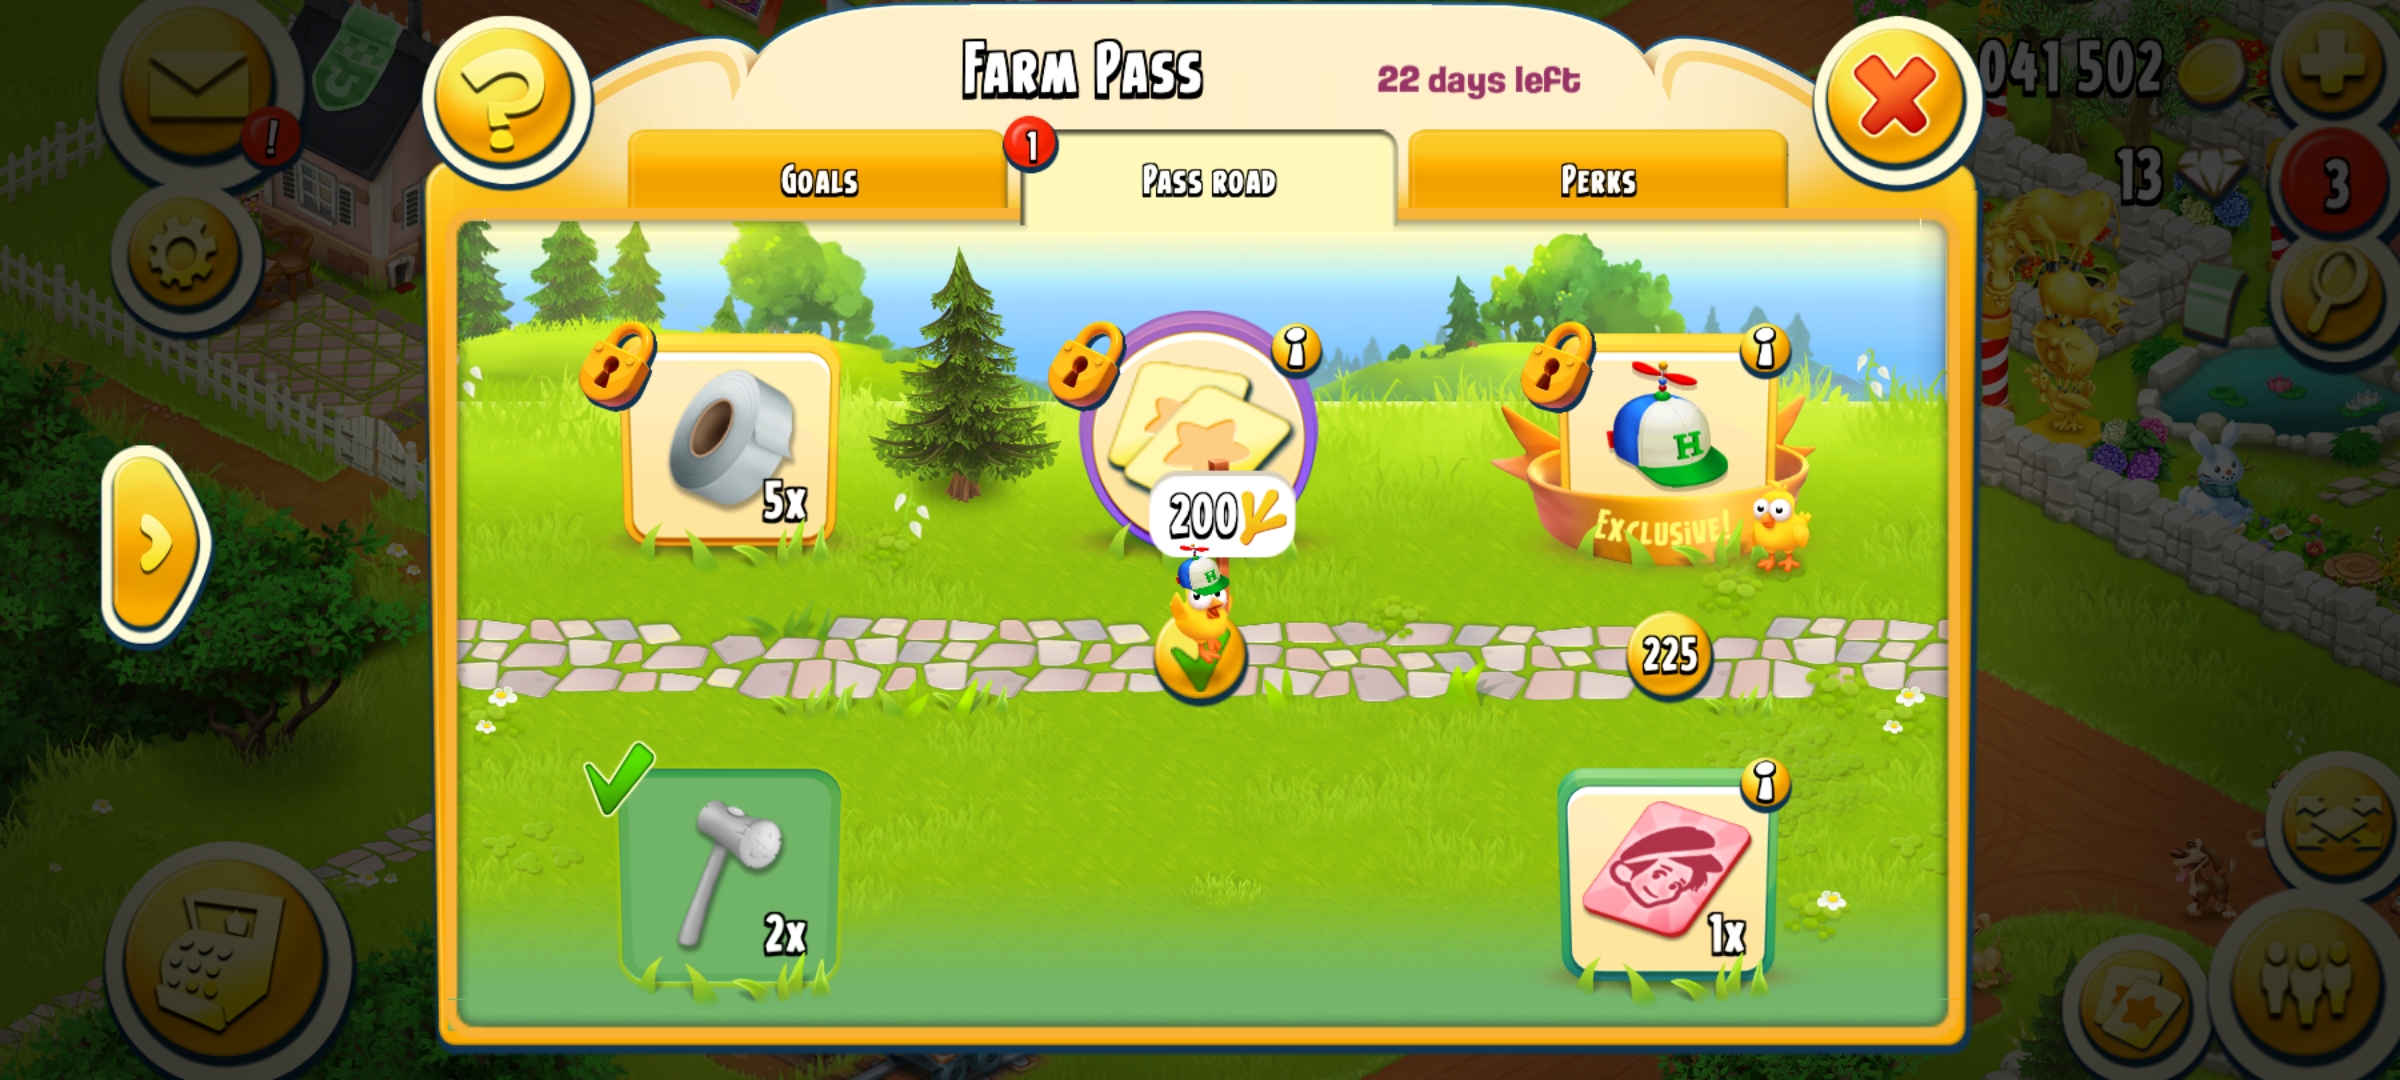 FARM PASS
22 days left
041 502
13
3
!
1
GOALS
PASS ROAD
PERKS
5x
200
H
EXCLUSIVE!
H
225
2x
1x